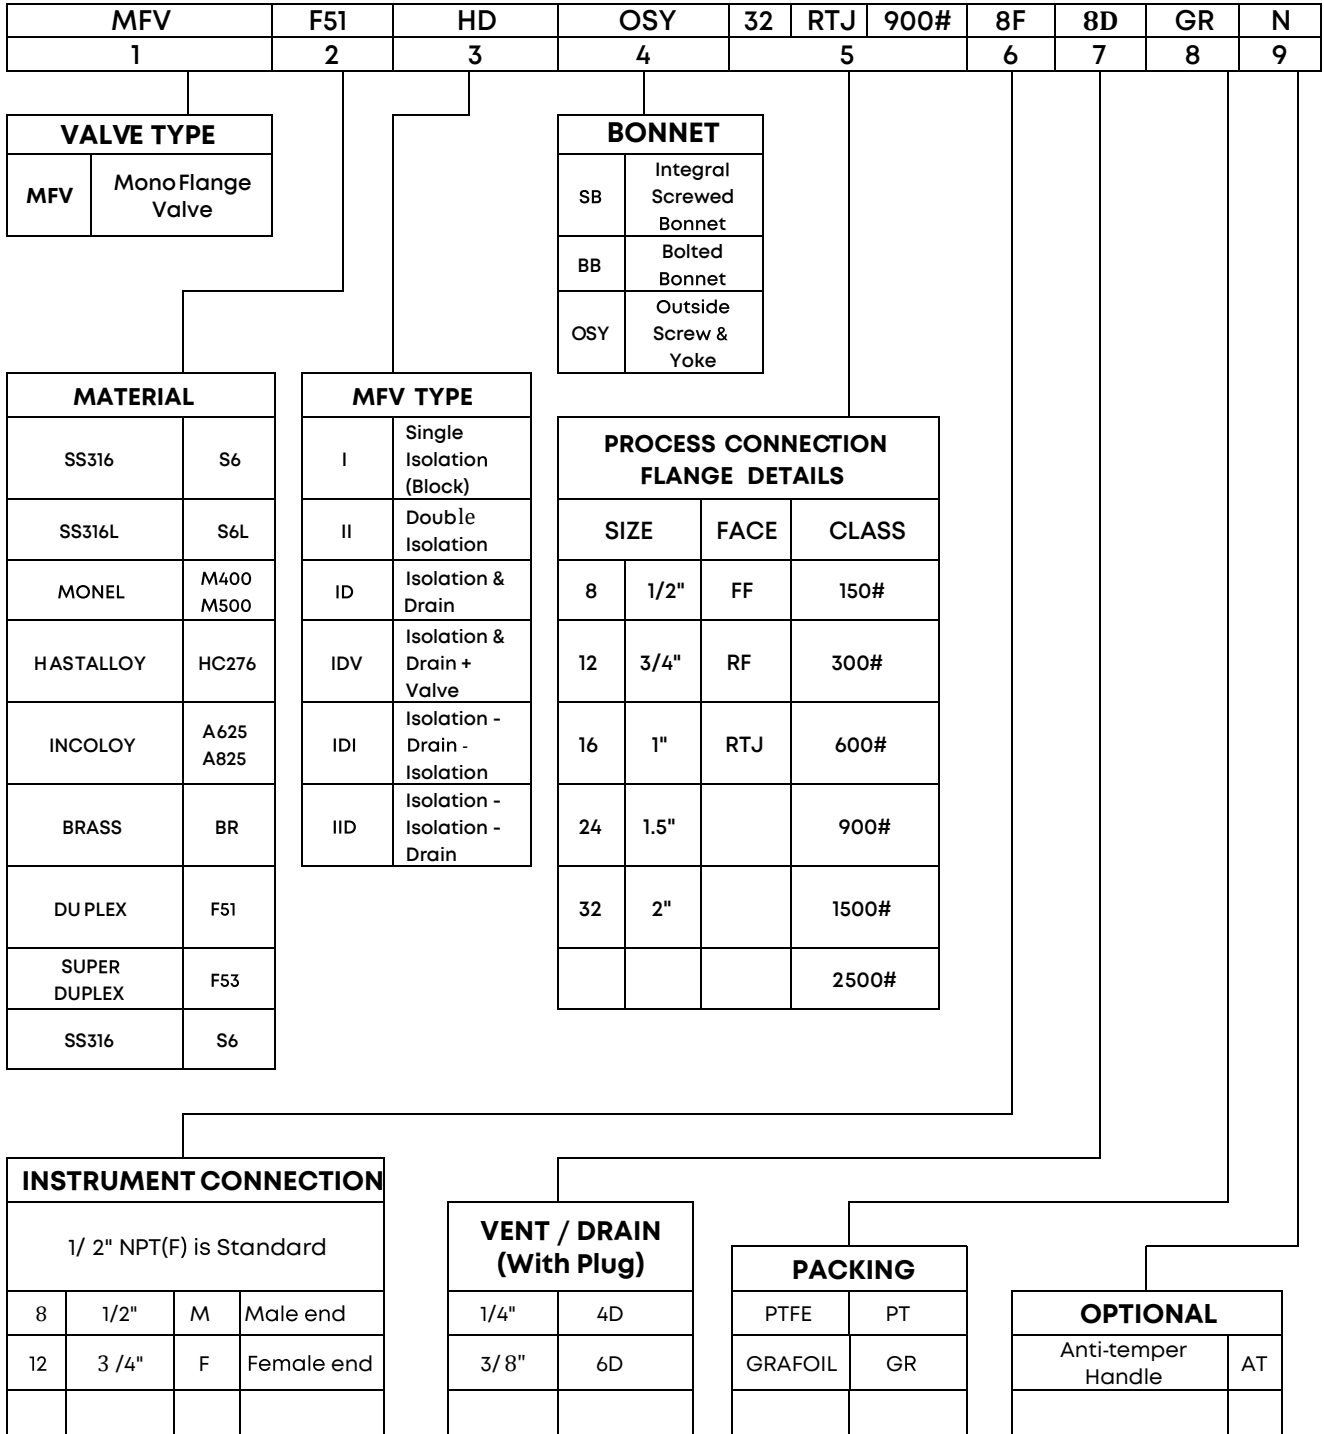 MFV F51 HD OSY 32 RTJ 900# 8F 8D GR N
1 2 3 4 5 6 7 8 9
VALVE TYPE
MFV Mono Flange
Valve
BONNET
SB Integral
Screwed
Bonnet
BB Bolted
Bonnet
OSY Outside
Screw &
Yoke
MATERIAL
SS316 S6
SS316L S6L
MONEL M400
M500
HASTALLOY HC276
INCOLOY A625
A825
BRASS BR
DUPLEX F51
SUPER
DUPLEX F53
SS316 S6
MFV TYPE
I Single
Isolation
(Block)
II Double
Isolation
ID Isolation &
Drain
IDV Isolation &
Drain +
Valve
IDI Isolation -
Drain -
Isolation
IID Isolation -
Isolation -
Drain
PROCESS CONNECTION
FLANGE DETAILS
SIZE FACE CLASS
8 1/2" FF 150#
12 3/4" RF 300#
16 1" RTJ 600#
24 1.5" 900#
32 2" 1500#
2500#
INSTRUMENT CONNECTION
1/ 2" NPT(F) is Standard
8 1/2" M Male end
12 3 /4" F Female end
VENT / DRAIN
(With Plug)
1/4" 4D
3/ 8" 6D
PACKING
PTFE PT
GRAFOIL GR
OPTIONAL
Anti-temper
Handle AT